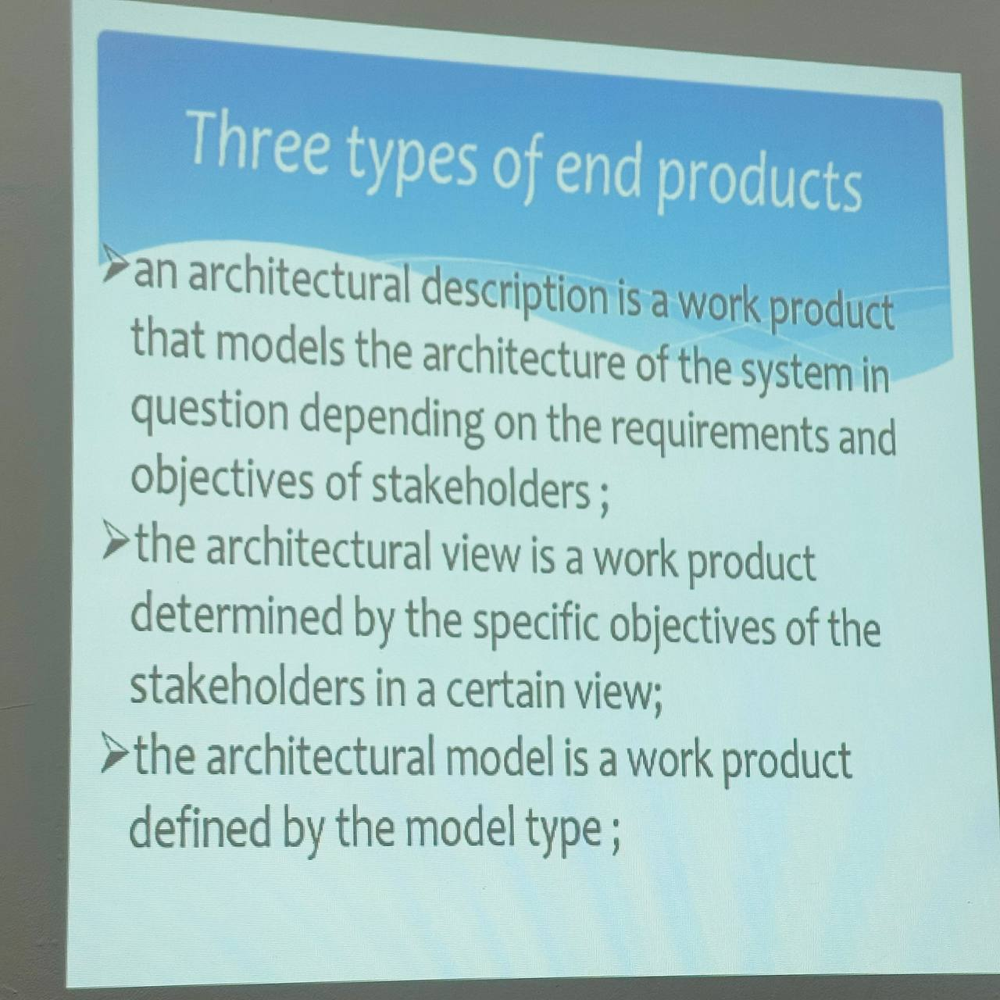 Three types of end products
➢an architectural description is a work product
that models the architecture of the system in
question depending on the requirements and
objectives of stakeholders ;
➢the architectural view is a work product
determined by the specific objectives of the
stakeholders in a certain view;
➢the architectural model is a work product
defined by the model type ;